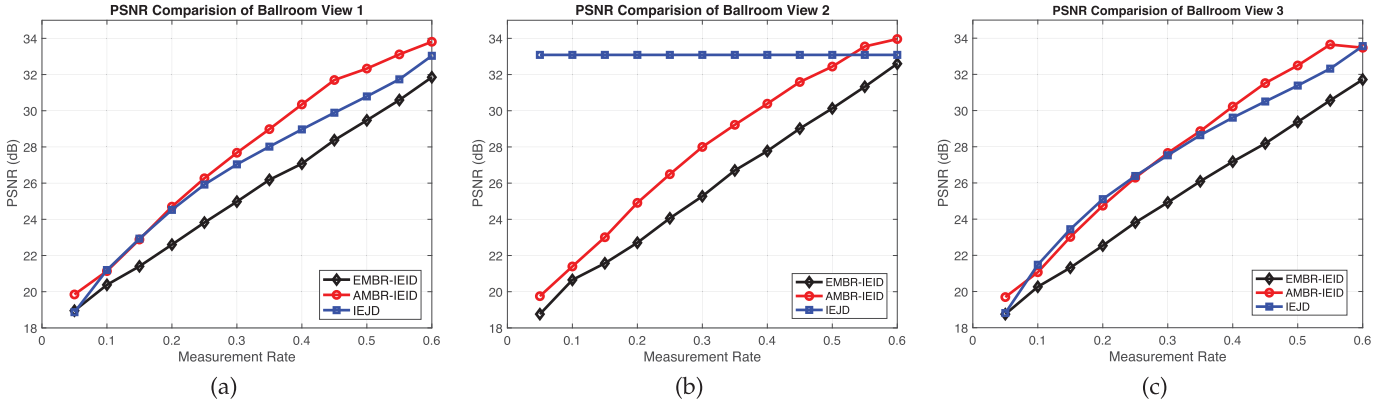 PSNR Comparision of Ballroom View 1
34
32
30
28
26
24
22
20
18
PSNR (dB)
0 0.1 0.2 0.3 0.4 0.5 0.6
Measurement Rate
EMBR-IEID
AMBR-IEID
IEJD
(a)
PSNR Comparision of Ballroom View 2
34
32
30
28
26
24
22
20
18
PSNR (dB)
0 0.1 0.2 0.3 0.4 0.5 0.6
Measurement Rate
EMBR-IEID
AMBR-IEID
IEJD
(b)
PSNR Comparision of Ballroom View 3
34
32
30
28
26
24
22
20
18
PSNR (dB)
0 0.1 0.2 0.3 0.4 0.5 0.6
Measurement Rate
EMBR-IEID
AMBR-IEID
IEJD
(c)